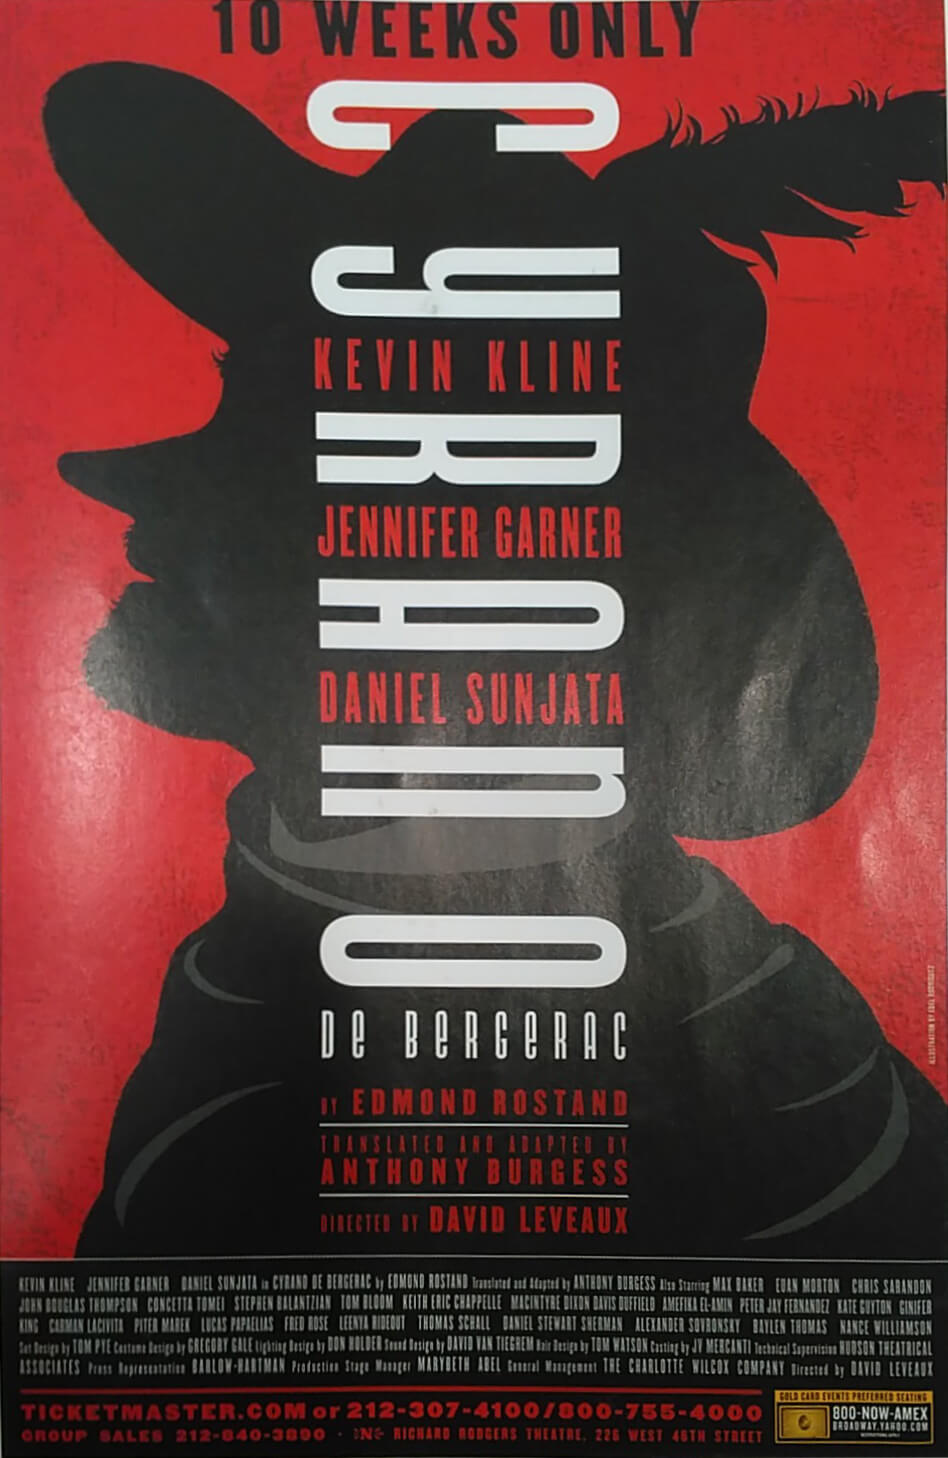 10 WEEKS ONLY
CYRANO
KEVIN KLINE
JENNIFER GARNER
DANIEL SUNJATA
DE BERGERAC
BY EDMOND ROSTAND
TRANSLATED AND ADAPTED BY
ANTHONY BURGESS
DIRECTED BY DAVID LEVEAUX
ILLUSTRATION BY EDEL RODRIGUEZ
KEVIN KLINE JENNIFER GARNER DANIEL SUNJATA in CYRANO DE BERGERAC by EDMOND ROSTAND Translated and Adapted by ANTHONY BURGESS Also Starring MAX BAKER EUAN MORTON CHRIS SARANDON
JOHN DOUGLAS THOMPSON CONCETTA TOMEI STEPHEN BALANTZIAN TOM BLOOM KEITH ERIC CHAPPELLE MACINTYRE DIXON DAVIS DUFFIELD AMEFIKA EL-AMIN PETER JAY FERNANDEZ KATE GUYTON GINIFER
KING CARMAN LACIVITA PITER MAREK LUCAS PAPAELIAS FRED ROSE LEENYA RIDEOUT THOMAS SCHALL DANIEL STEWART SHERMAN ALEXANDER SOVRONSKY BAYLEN THOMAS NANCE WILLIAMSON
Set Design by TOM PYE Costume Design by GREGORY GALE Lighting Design by DON HOLDER Sound Design by DAVID VAN TIEGHEM Hair Design by TOM WATSON Casting by JV MERCANTI Technical Supervision HUDSON THEATRICAL
ASSOCIATES Press Representation BARLOW-HARTMAN Production Stage Manager MARYBETH ABEL General Management THE CHARLOTTE WILCOX COMPANY Directed by DAVID LEVEAUX
TICKETMASTER.COM or 212-307-4100/800-755-4000
GROUP SALES 212-840-3890 · RICHARD RODGERS THEATRE, 226 WEST 46TH STREET
GOLD CARD EVENTS PREFERRED SEATING
800-NOW-AMEX
BROADWAY.YAHOO.COM